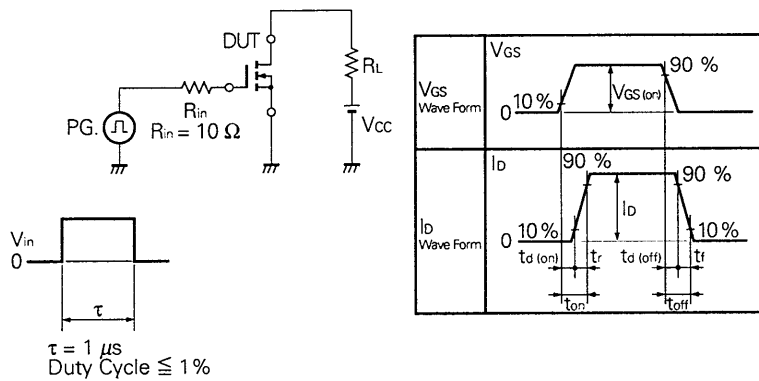 DUT
RL
Rin
Rin = 10 Ω
PG.
VCC
Vin
0
τ
τ = 1 μs
Duty Cycle ≦ 1%
VGS
Wave Form
VGS
90 %
VGS (on)
10 %
0
ID
Wave Form
ID
90 %
90 %
ID
10 %
10 %
0
td (on)
tr
td (off)
tf
ton
toff